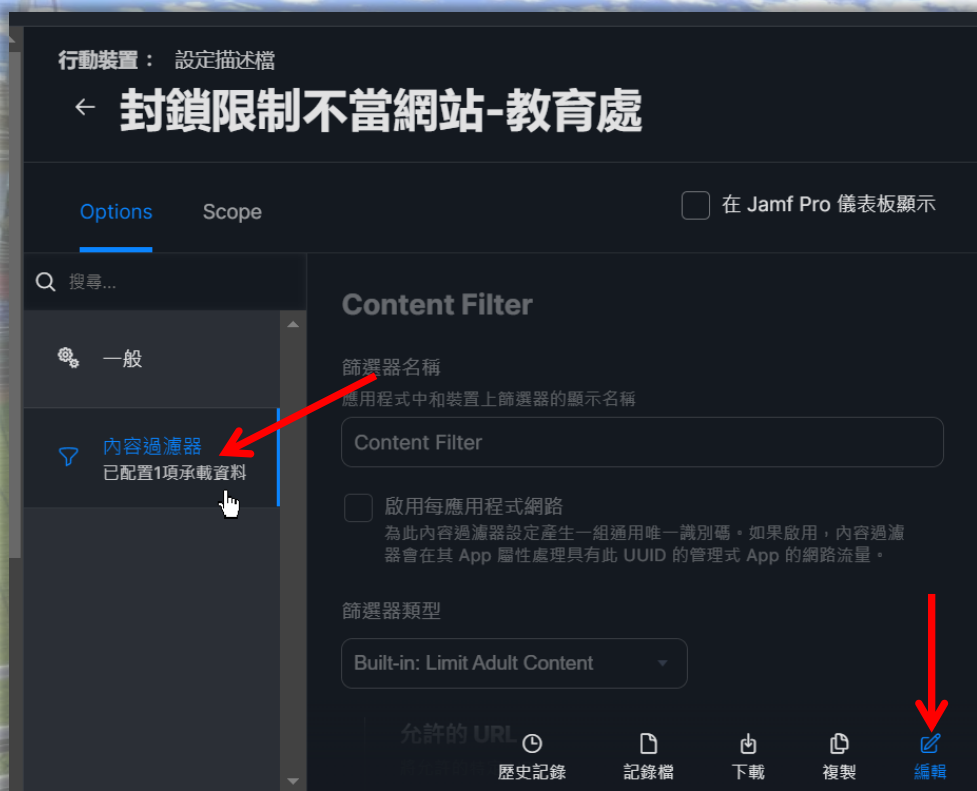 行動裝置： 設定描述檔
← 封鎖限制不當網站-教育處
Options Scope
在 Jamf Pro 儀表板顯示
搜尋...
一般
內容過濾器
已配置1項承載資料
Content Filter
篩選器名稱
應用程式中和裝置上篩選器的顯示名稱
Content Filter
啟用每應用程式網路
為此內容過濾器設定產生一組通用唯一識別碼。如果啟用，內容過濾
器會在其 App 屬性處理具有此 UUID 的管理式 App 的網路流量。
篩選器類型
Built-in: Limit Adult Content
允許的 URL
歷史記錄 記錄檔 下載 複製 編輯